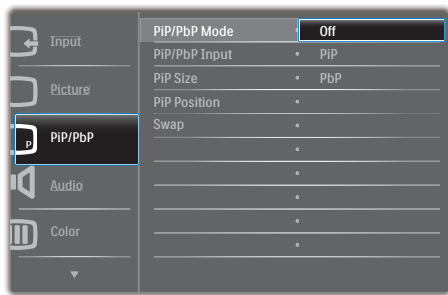 Input
Picture
P
PiP/PbP
Audio
Color
PiP/PbP Mode
PiP/PbP Input
PiP Size
PiP Position
Swap
Off
PiP
PbP